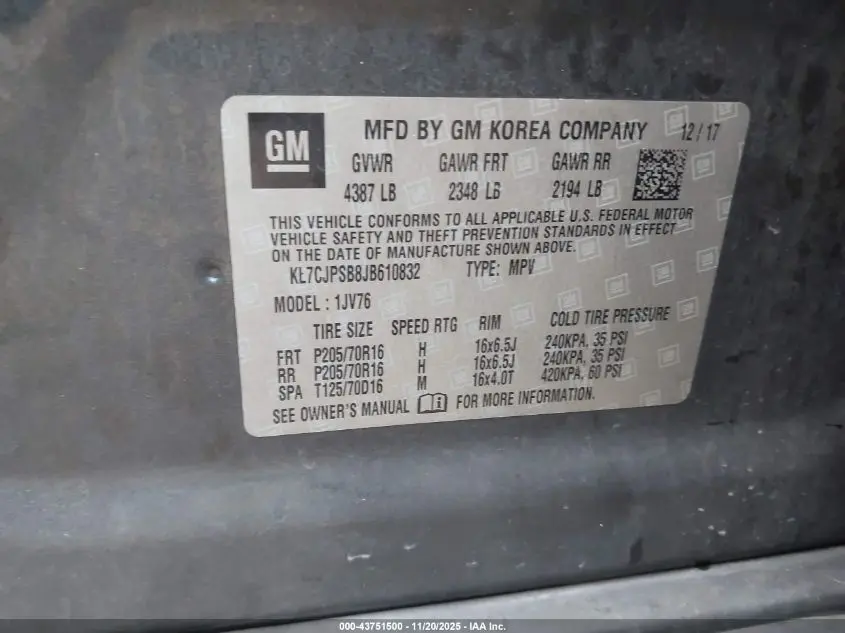 GM
MFD BY GM KOREA COMPANY 12/17
GVWR GAWR FRT GAWR RR
4387 LB 2348 LB 2194 LB
THIS VEHICLE CONFORMS TO ALL APPLICABLE U.S. FEDERAL MOTOR
VEHICLE SAFETY AND THEFT PREVENTION STANDARDS IN EFFECT
ON THE DATE OF MANUFACTURE SHOWN ABOVE.
KL7CJPSB8JB610832 TYPE: MPV
MODEL: 1JV76
TIRE SIZE SPEED RTG RIM COLD TIRE PRESSURE
FRT P205/70R16 H 16x6.5J 240KPA, 35 PSI
RR P205/70R16 H 16x6.5J 240KPA, 35 PSI
SPA T125/70D16 M 16x4.0T 420KPA, 60 PSI
SEE OWNER'S MANUAL FOR MORE INFORMATION.
000-43751500 — 11/20/2025 — IAA Inc.